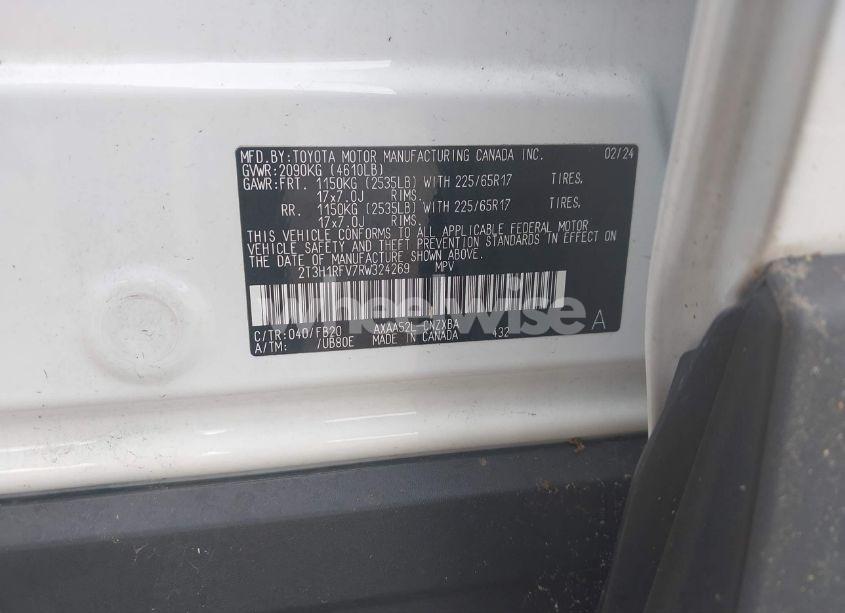 MFD.BY:TOYOTA MOTOR MANUFACTURING CANADA INC. 02/24
GVWR:2090KG (4610LB)
GAWR:FRT. 1150KG (2535LB) WITH 225/65R17 TIRES,
17x7.0J RIMS.
RR. 1150KG (2535LB) WITH 225/65R17 TIRES,
17x7.0J RIMS.
THIS VEHICLE CONFORMS TO ALL APPLICABLE FEDERAL MOTOR
VEHICLE SAFETY AND THEFT PREVENTION STANDARDS IN EFFECT ON
THE DATE OF MANUFACTURE SHOWN ABOVE.
2T3H1RFV7RW324269 MPV
wheelwise
C/TR:040/FB20 AXAA52L-CNZXBA 432 A
A/TM: /UB80E MADE IN CANADA